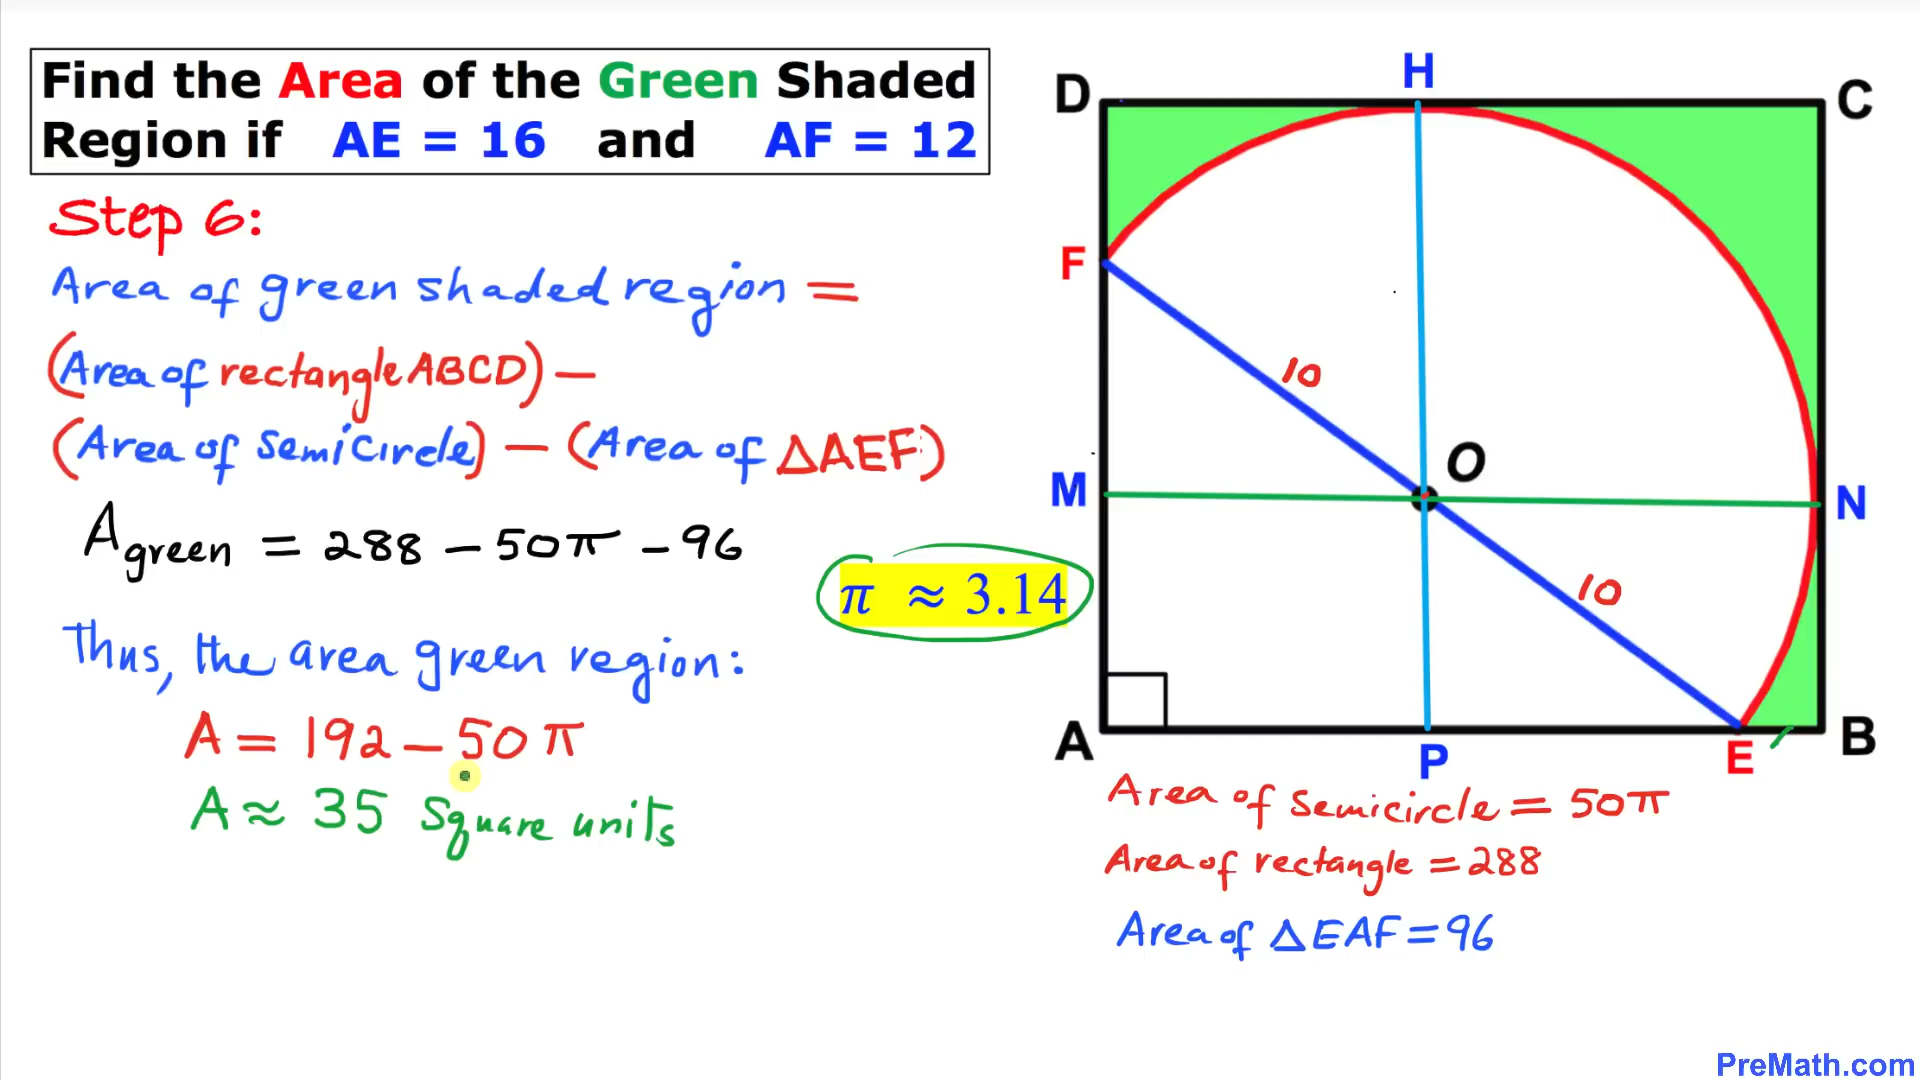 Find the Area of the Green Shaded
Region if AE = 16 and AF = 12
Step 6:
Area of green shaded region =
(Area of rectangle ABCD) –
(Area of semicircle) – (Area of ΔAEF)
A green = 288 – 50π – 96
π ≈ 3.14
Thus, the area green region:
A = 192 – 50π
A ≈ 35 square units
D
H
C
F
10
O
M
N
10
A
P
E
B
Area of semicircle = 50π
Area of rectangle = 288
Area of ΔEAF = 96
PreMath.com